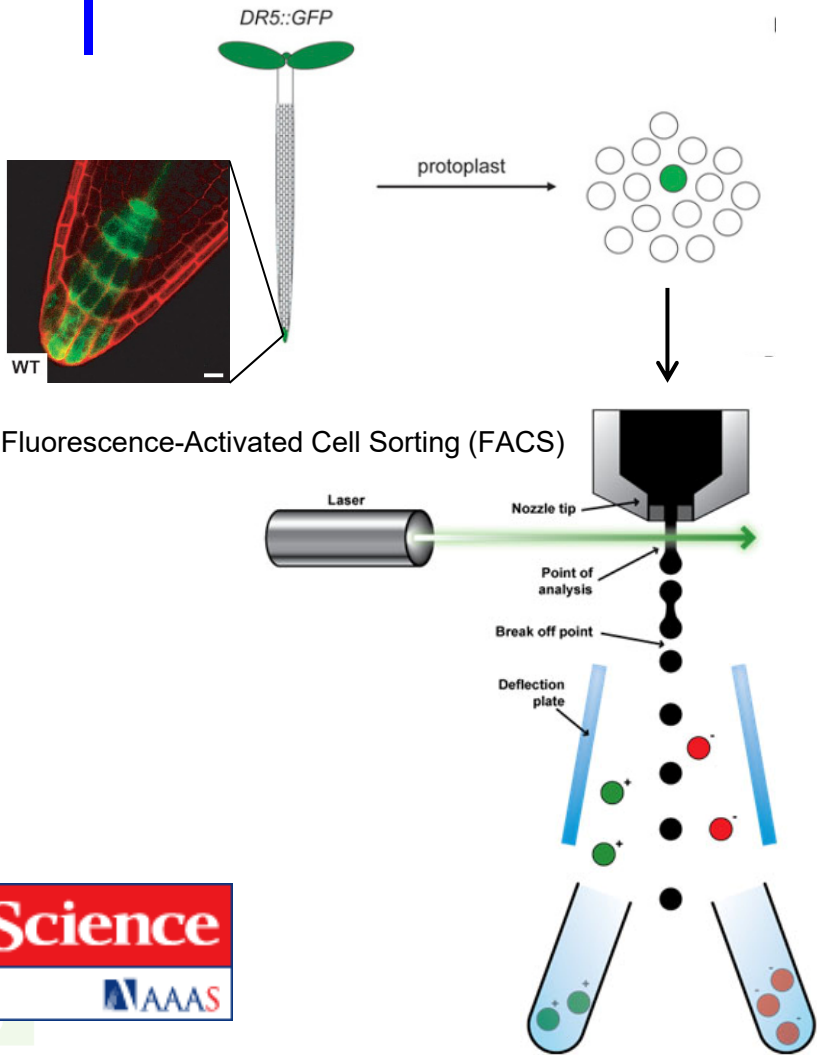 DR5::GFP
protoplast
WT
Fluorescence-Activated Cell Sorting (FACS)
Laser
Nozzle tip
Point of
analysis
Break off point
Deflection
plate
-
+
-
+
Science
AAAS
+
+
-
-
-